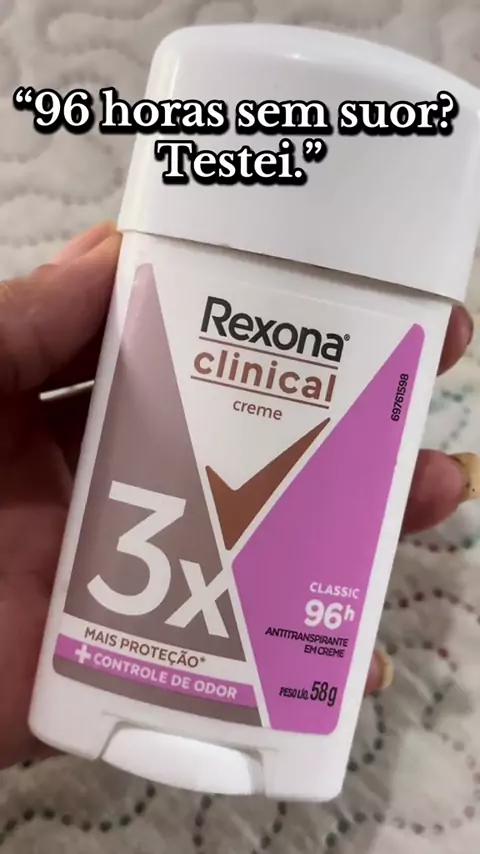 “96 horas sem suor?
Testei.”
Rexona®
clinical
creme
69761598
3x
MAIS PROTEÇÃO*
+ CONTROLE DE ODOR
CLASSIC
96h
ANTITRANSPIRANTE
EM CREME
PESO LÍQ. 58g